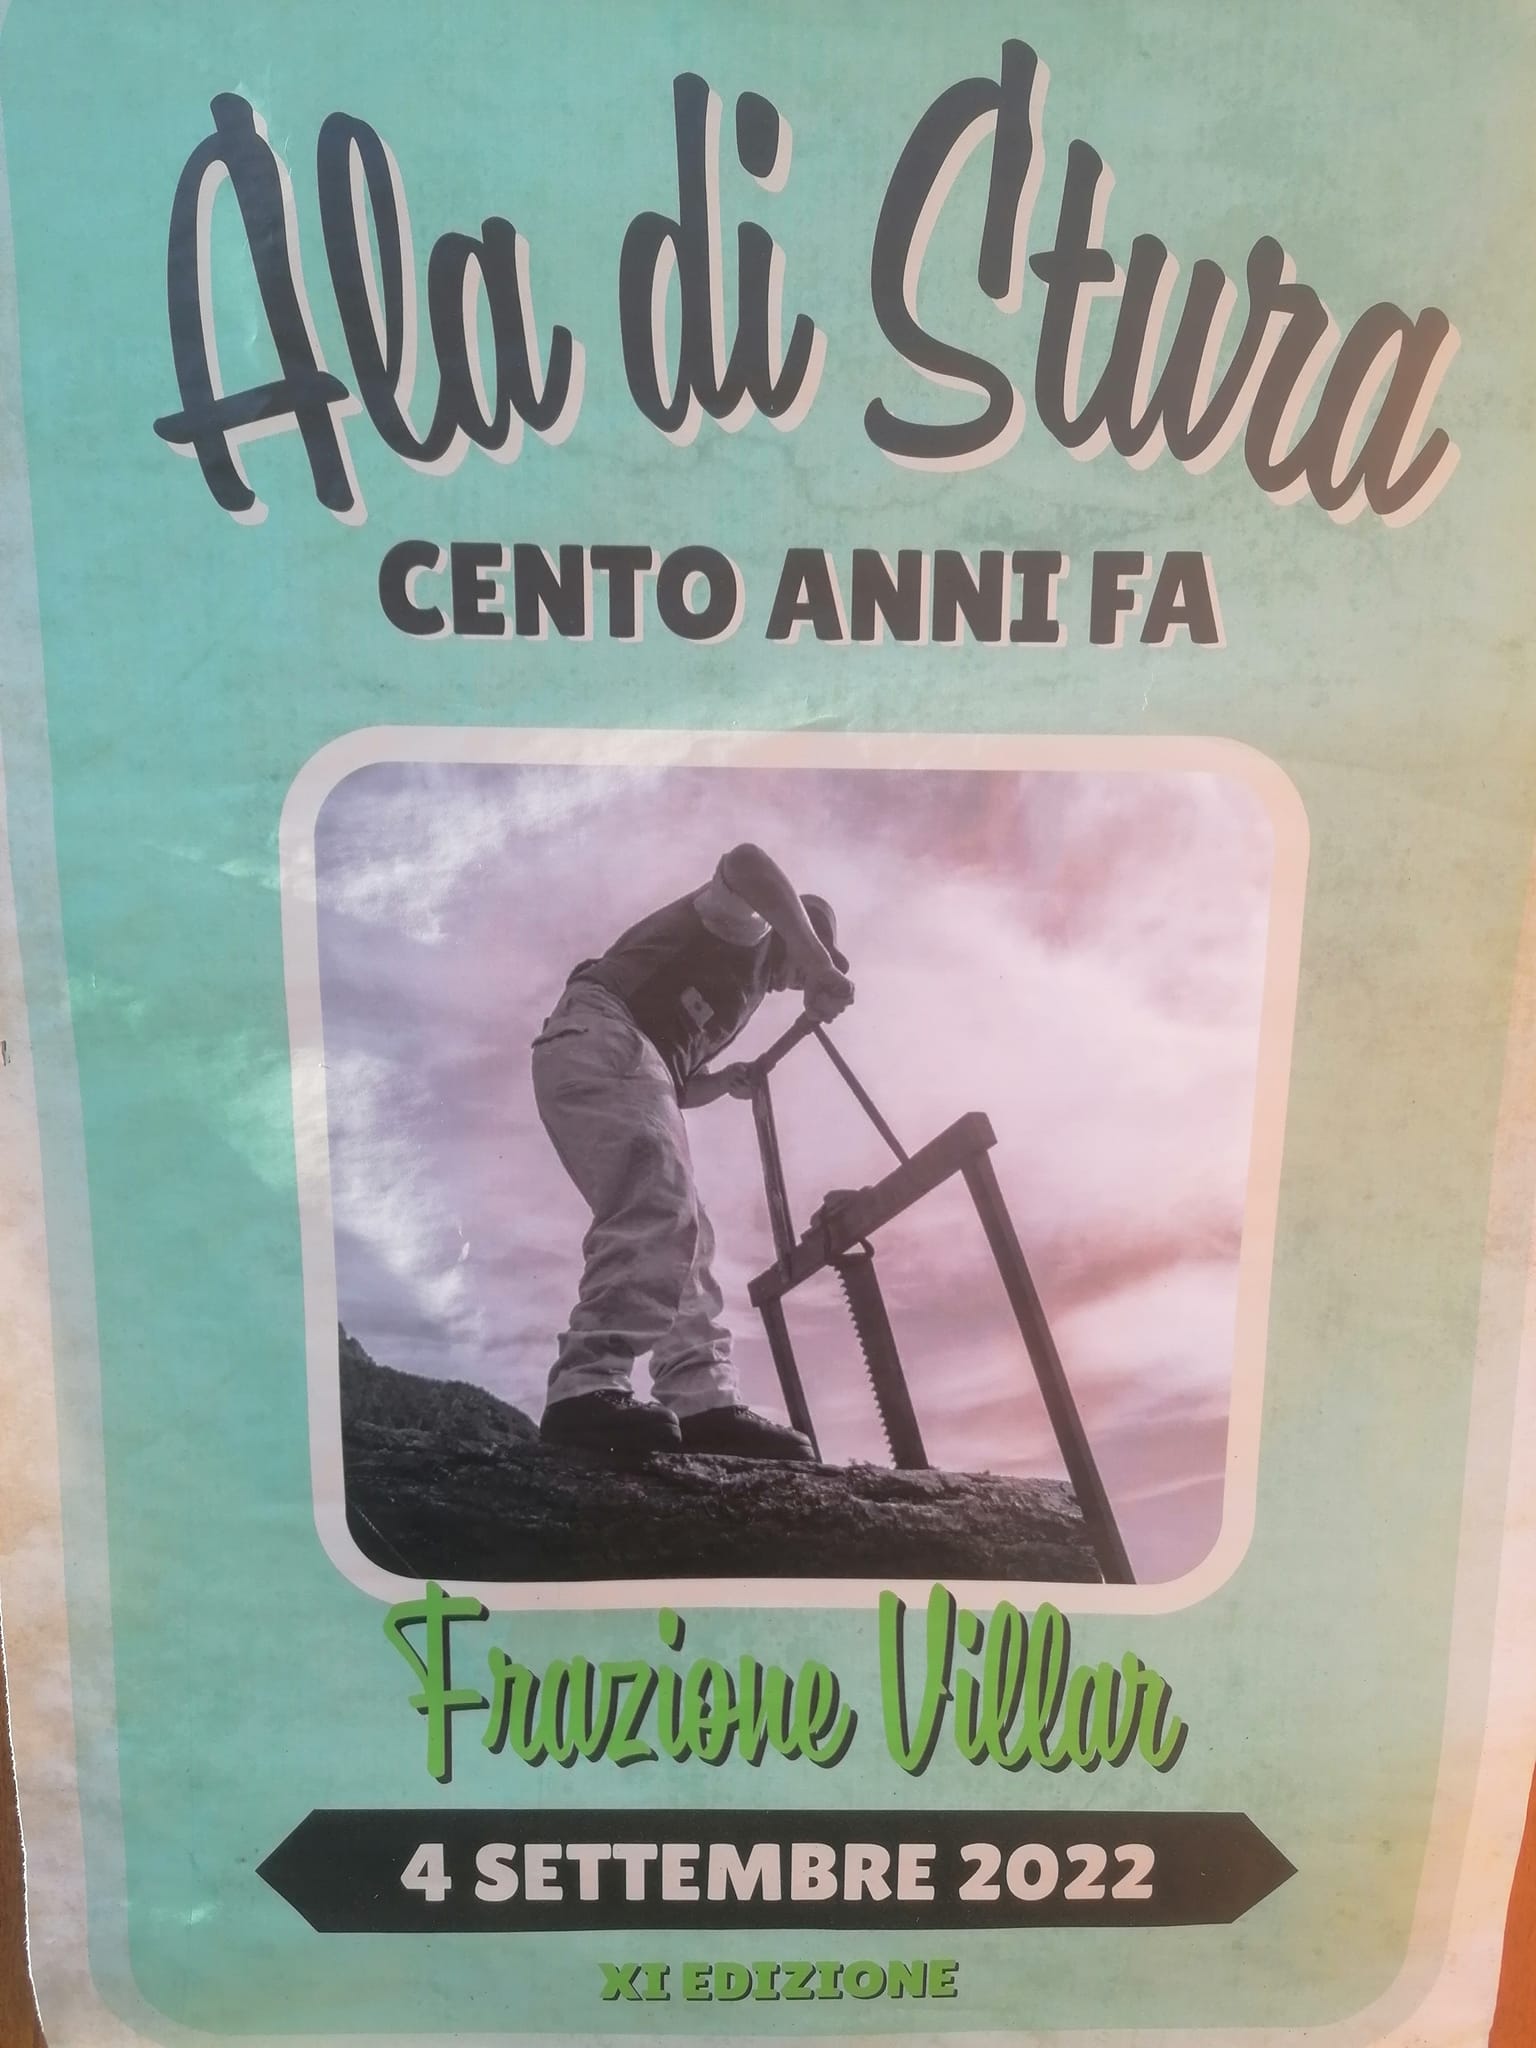 Ala di Stura
CENTO ANNI FA
Frazione Villar
4 SETTEMBRE 2022
XI EDIZIONE